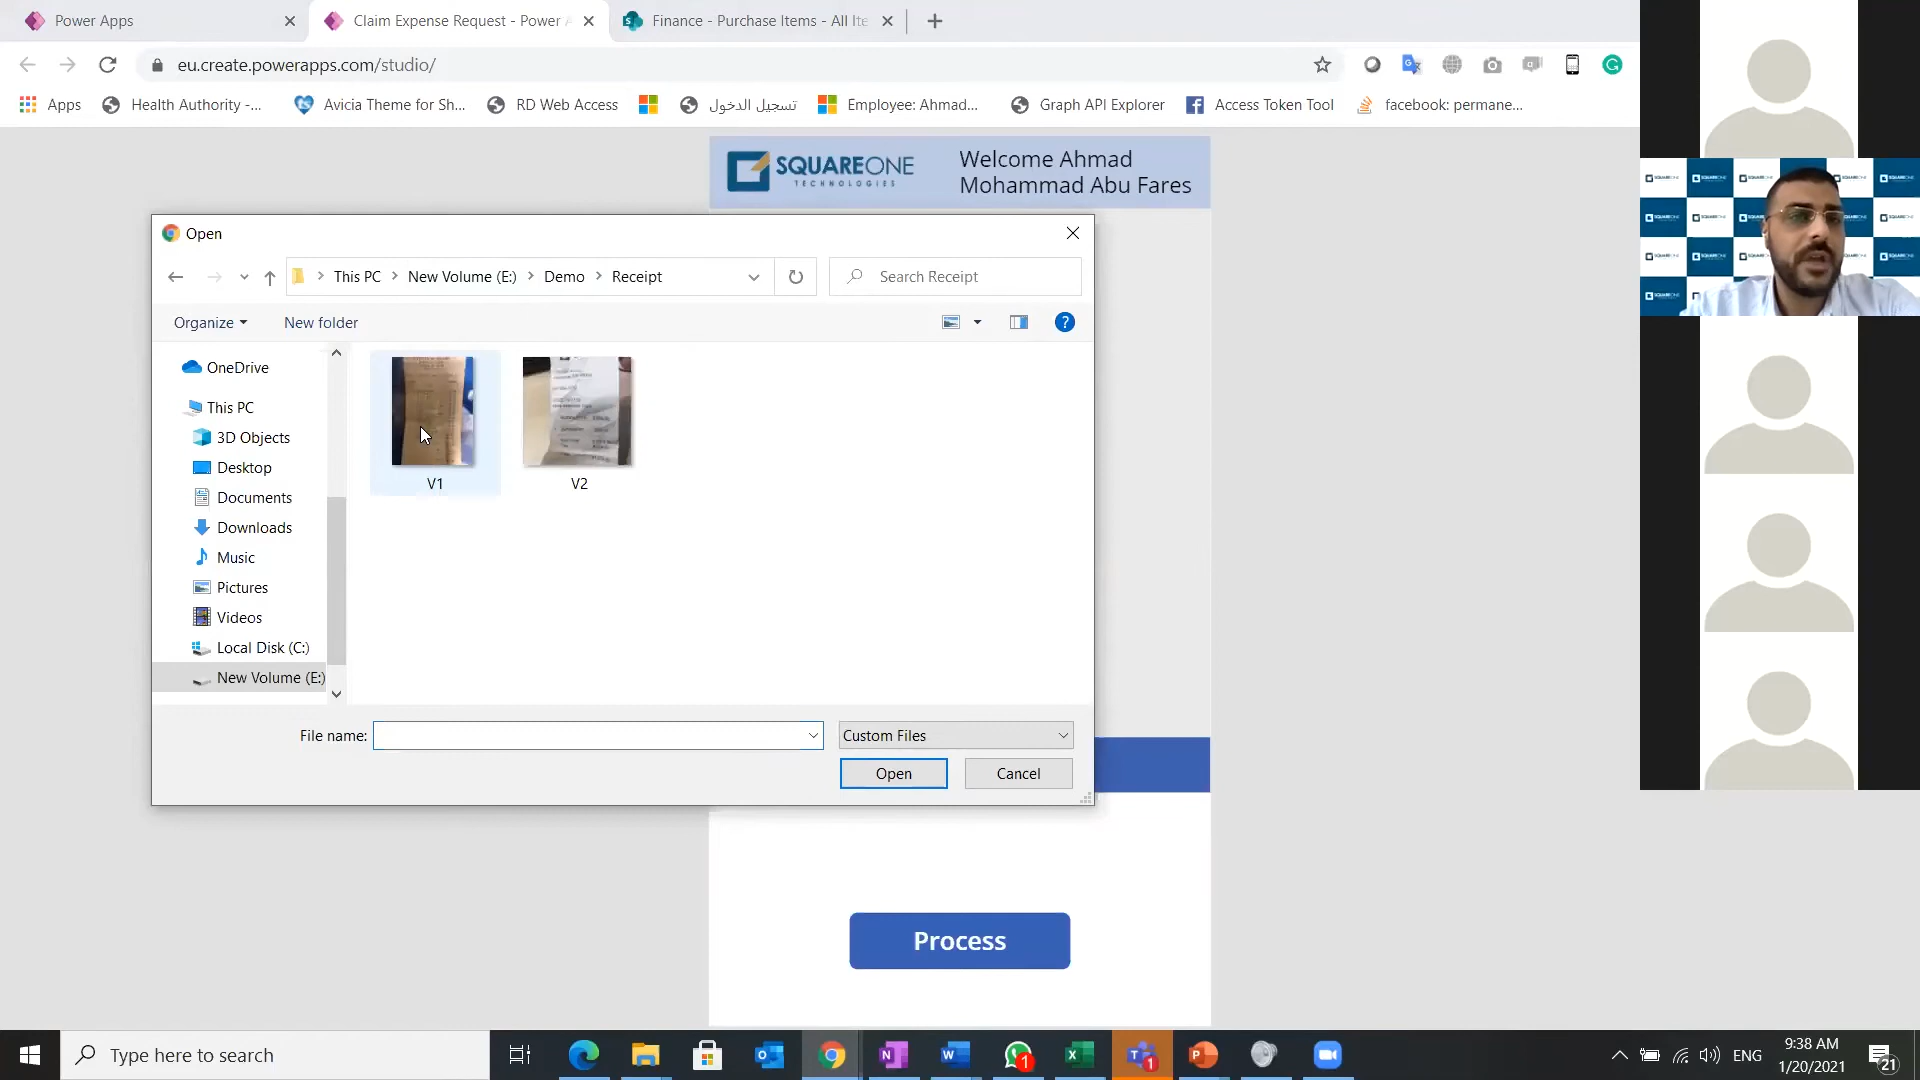 Power Apps
Claim Expense Request - Power A
Finance - Purchase Items - All Ite
eu.create.powerapps.com/studio/
Apps
Health Authority -...
Avicia Theme for Sh...
RD Web Access
تسجيل الدخول
Employee: Ahmad...
Graph API Explorer
Access Token Tool
facebook: permane...
SQUAREONE
TECHNOLOGIES
Welcome Ahmad
Mohammad Abu Fares
Open
This PC
New Volume (E:)
Demo
Receipt
Search Receipt
Organize
New folder
OneDrive
This PC
3D Objects
Desktop
Documents
Downloads
Music
Pictures
Videos
Local Disk (C:)
New Volume (E:)
V1
V2
File name:
Custom Files
Open
Cancel
Process
Type here to search
1
1
ENG
9:38 AM
1/20/2021
21